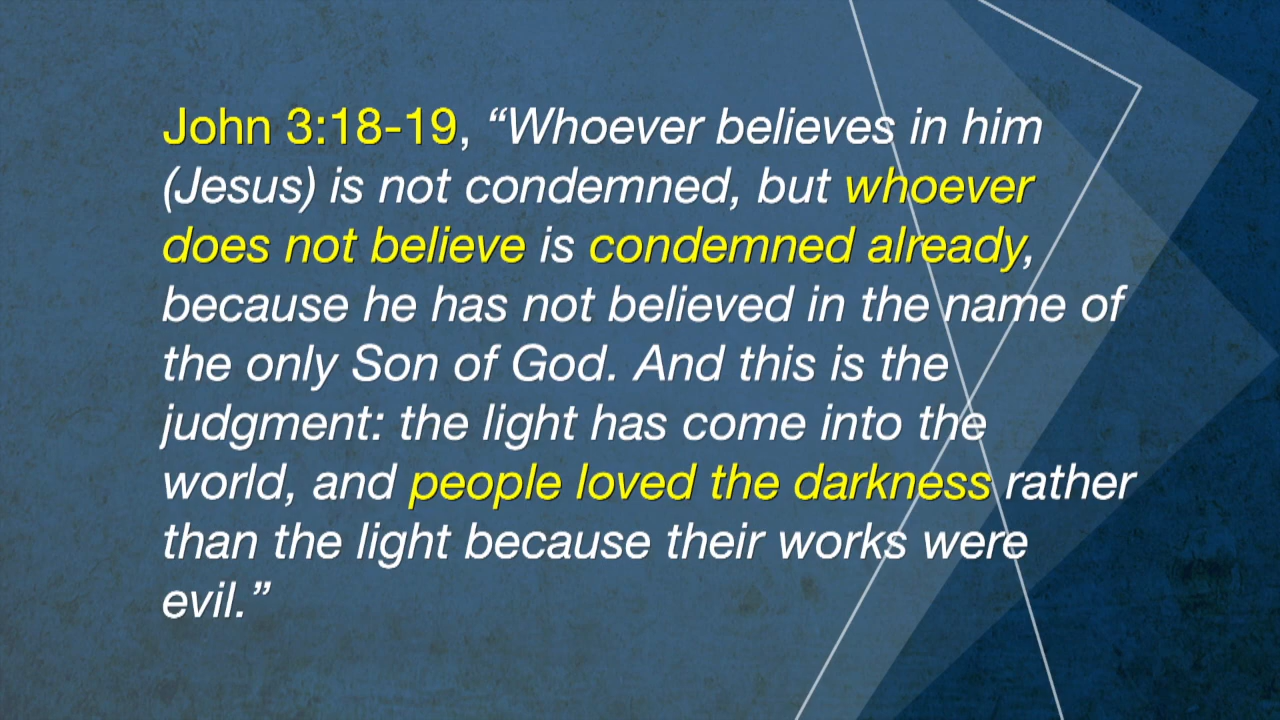 John 3:18-19, “Whoever believes in him
(Jesus) is not condemned, but whoever
does not believe is condemned already,
because he has not believed in the name of
the only Son of God. And this is the
judgment: the light has come into the
world, and people loved the darkness rather
than the light because their works were
evil.”